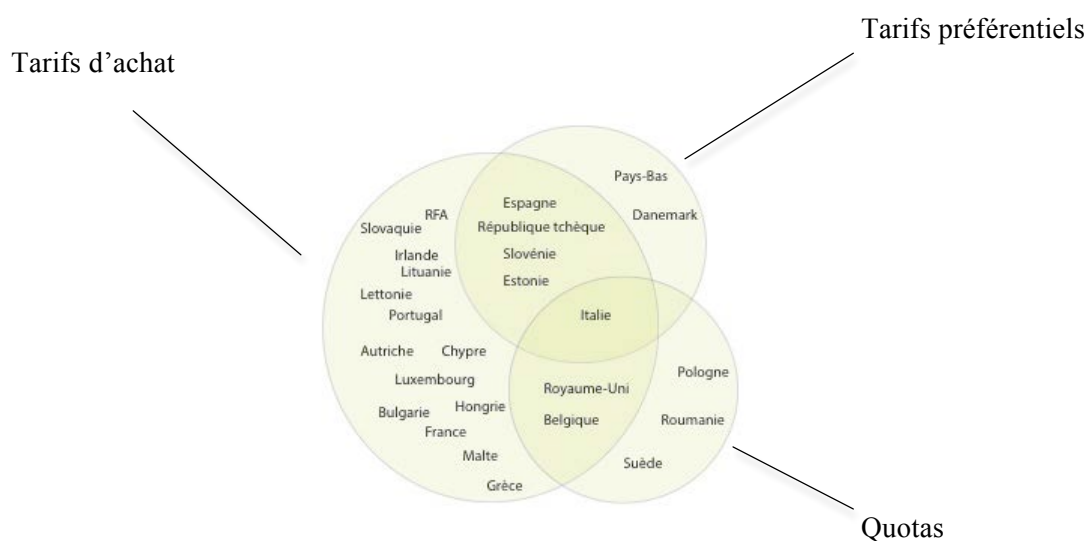 Tarifs préférentiels
Tarifs d’achat
Pays-Bas
Espagne
RFA
Danemark
Slovaquie
République tchèque
Irlande
Slovénie
Lituanie
Estonie
Lettonie
Portugal
Italie
Autriche
Chypre
Pologne
Luxembourg
Royaume-Uni
Hongrie
Bulgarie
Belgique
Roumanie
France
Malte
Suède
Grèce
Quotas